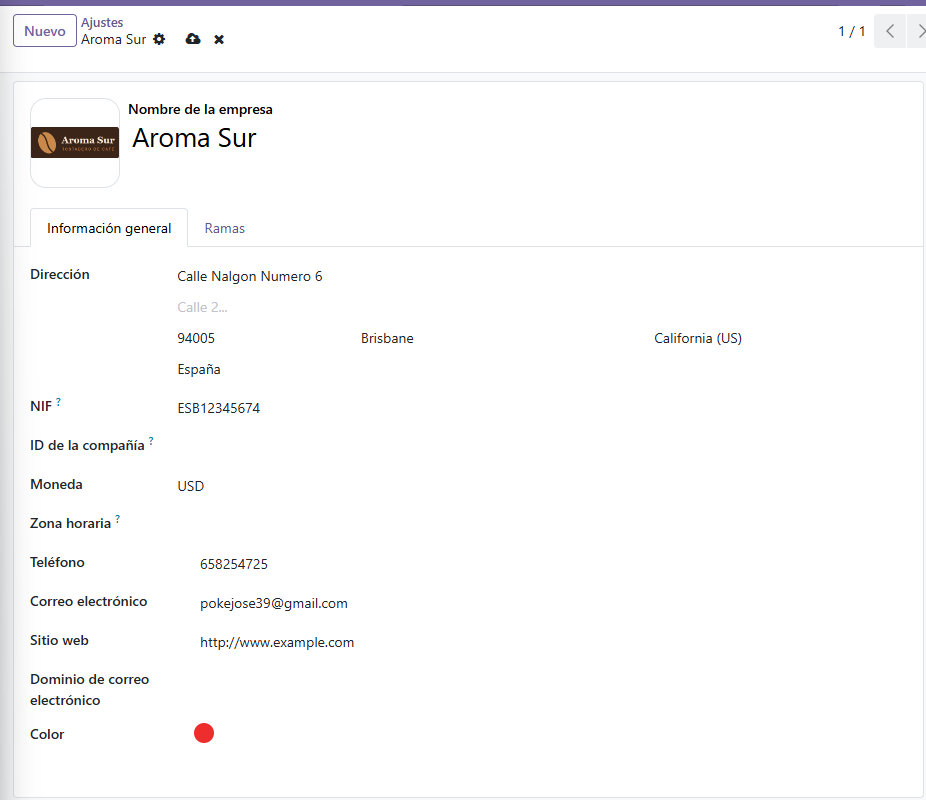 Nuevo
Ajustes
Aroma Sur
1 / 1
Nombre de la empresa
Aroma Sur
TOSTADERO DE CAFÉ
Aroma Sur
Información general
Ramas
Dirección
Calle Nalgon Numero 6
Calle 2...
94005 Brisbane California (US)
España
NIF ?
ESB12345674
ID de la compañía ?
Moneda
USD
Zona horaria ?
Teléfono
658254725
Correo electrónico
pokejose39@gmail.com
Sitio web
http://www.example.com
Dominio de correo
electrónico
Color